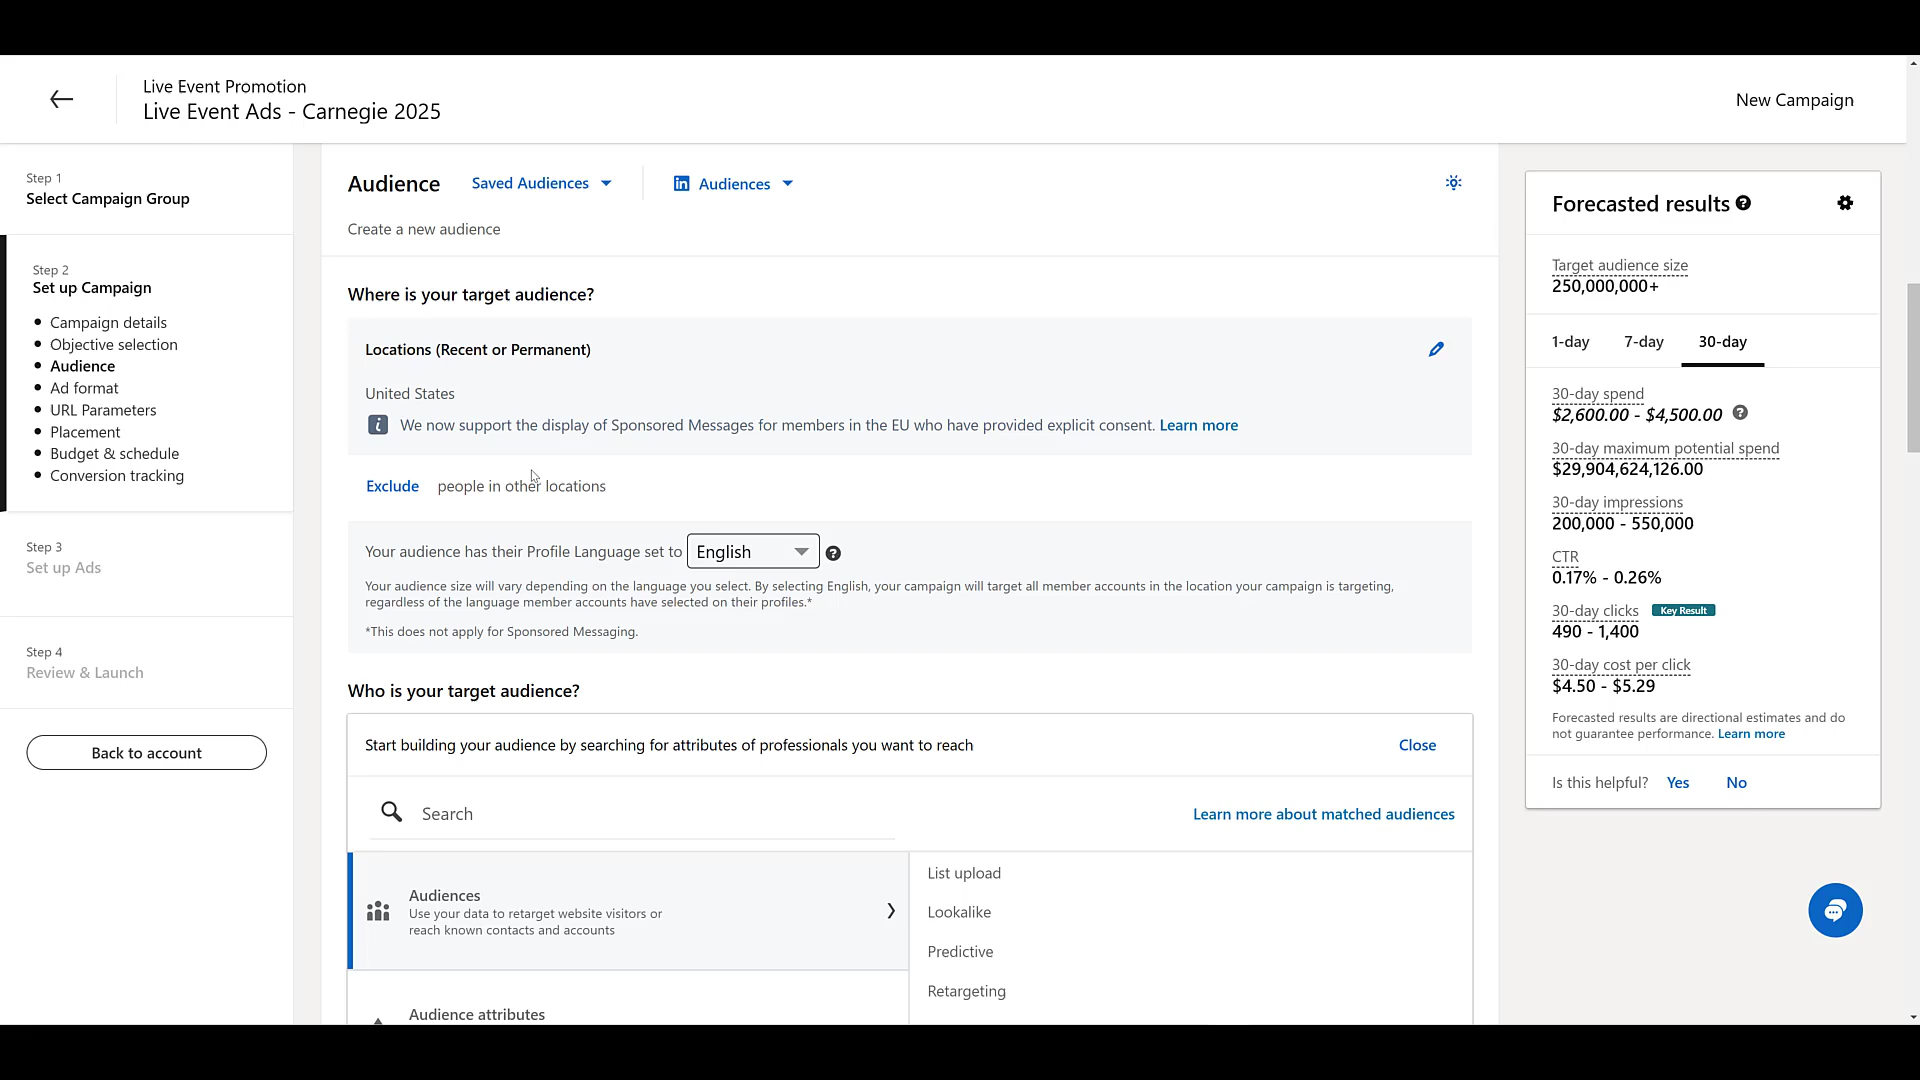 Live Event Promotion
Live Event Ads - Carnegie 2025
New Campaign
Step 1
Select Campaign Group
Step 2
Set up Campaign
Campaign details
Objective selection
Audience
Ad format
URL Parameters
Placement
Budget & schedule
Conversion tracking
Step 3
Set up Ads
Step 4
Review & Launch
Back to account
Audience
Saved Audiences
in Audiences
Create a new audience
Where is your target audience?
Locations (Recent or Permanent)
United States
i We now support the display of Sponsored Messages for members in the EU who have provided explicit consent. Learn more
Exclude people in other locations
Your audience has their Profile Language set to English ?
Your audience size will vary depending on the language you select. By selecting English, your campaign will target all member accounts in the location your campaign is targeting,
regardless of the language member accounts have selected on their profiles.*
*This does not apply for Sponsored Messaging.
Who is your target audience?
Start building your audience by searching for attributes of professionals you want to reach
Close
Search
Learn more about matched audiences
Audiences
Use your data to retarget website visitors or
reach known contacts and accounts
List upload
Lookalike
Predictive
Retargeting
Audience attributes
Forecasted results ?
Target audience size
250,000,000+
1-day 7-day 30-day
30-day spend
$2,600.00 - $4,500.00 ?
30-day maximum potential spend
$29,904,624,126.00
30-day impressions
200,000 - 550,000
CTR
0.17% - 0.26%
30-day clicks Key Result
490 - 1,400
30-day cost per click
$4.50 - $5.29
Forecasted results are directional estimates and do
not guarantee performance. Learn more
Is this helpful? Yes No